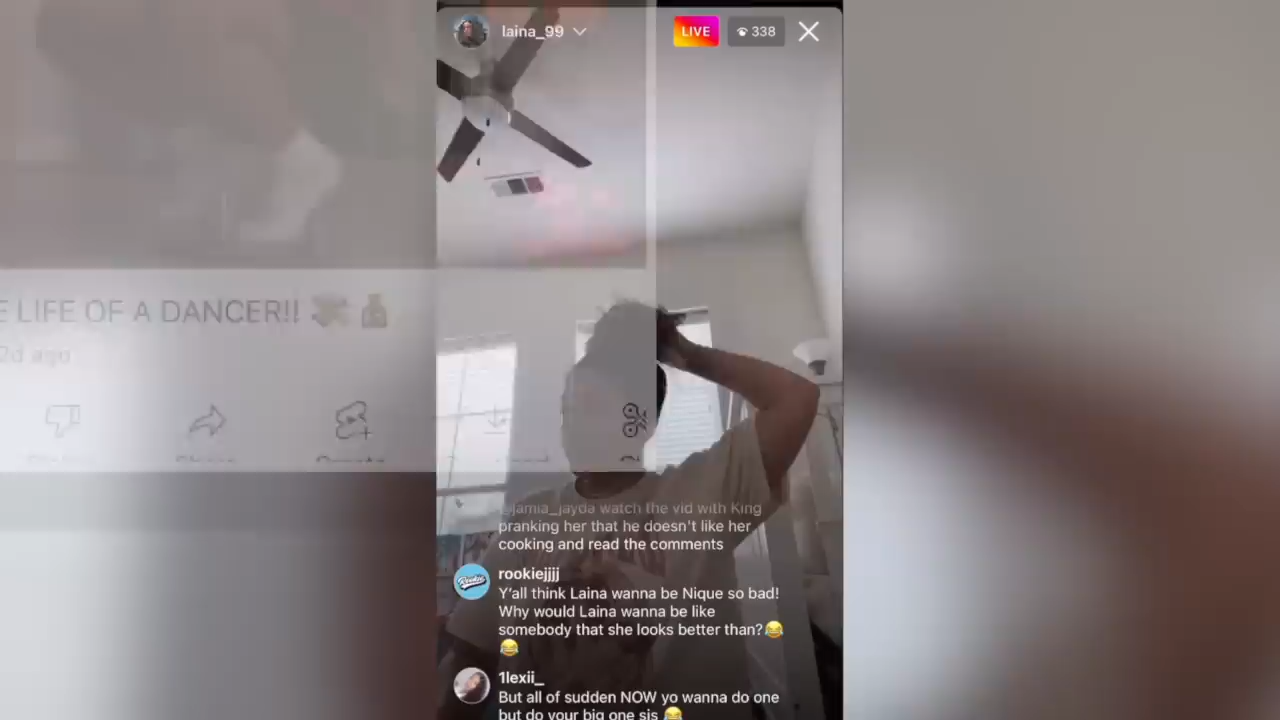 laina_99
LIVE
338
E LIFE OF A DANCER!!
2d ago
@jamia_jayda watch the vid with King
pranking her that he doesn't like her
cooking and read the comments
rookiejjjj
Y'all think Laina wanna be Nique so bad!
Why would Laina wanna be like
somebody that she looks better than?😂
😂
1lexii_
But all of sudden NOW yo wanna do one
but do your big one sis 😂